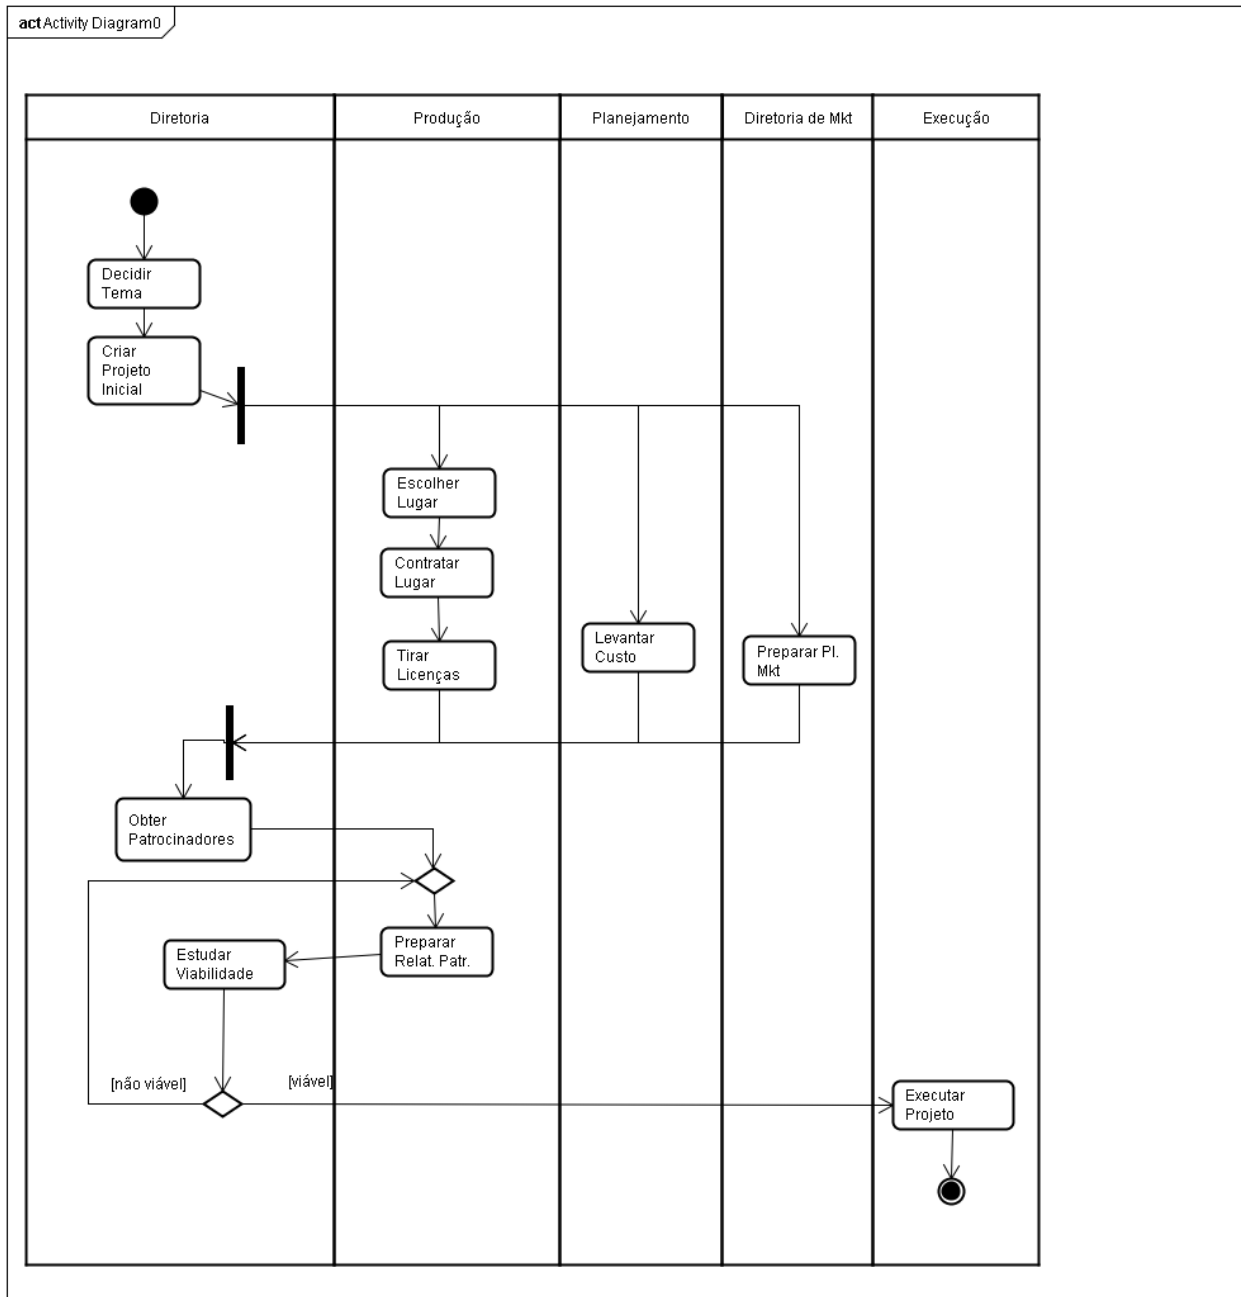 act Activity Diagram0
Diretoria
Produção
Planejamento
Diretoria de Mkt
Execução
Decidir
Tema
Criar
Projeto
Inicial
Escolher
Lugar
Contratar
Lugar
Tirar
Licenças
Levantar
Custo
Preparar Pl.
Mkt
Obter
Patrocinadores
Preparar
Relat. Patr.
Estudar
Viabilidade
[não viável]
[viável]
Executar
Projeto